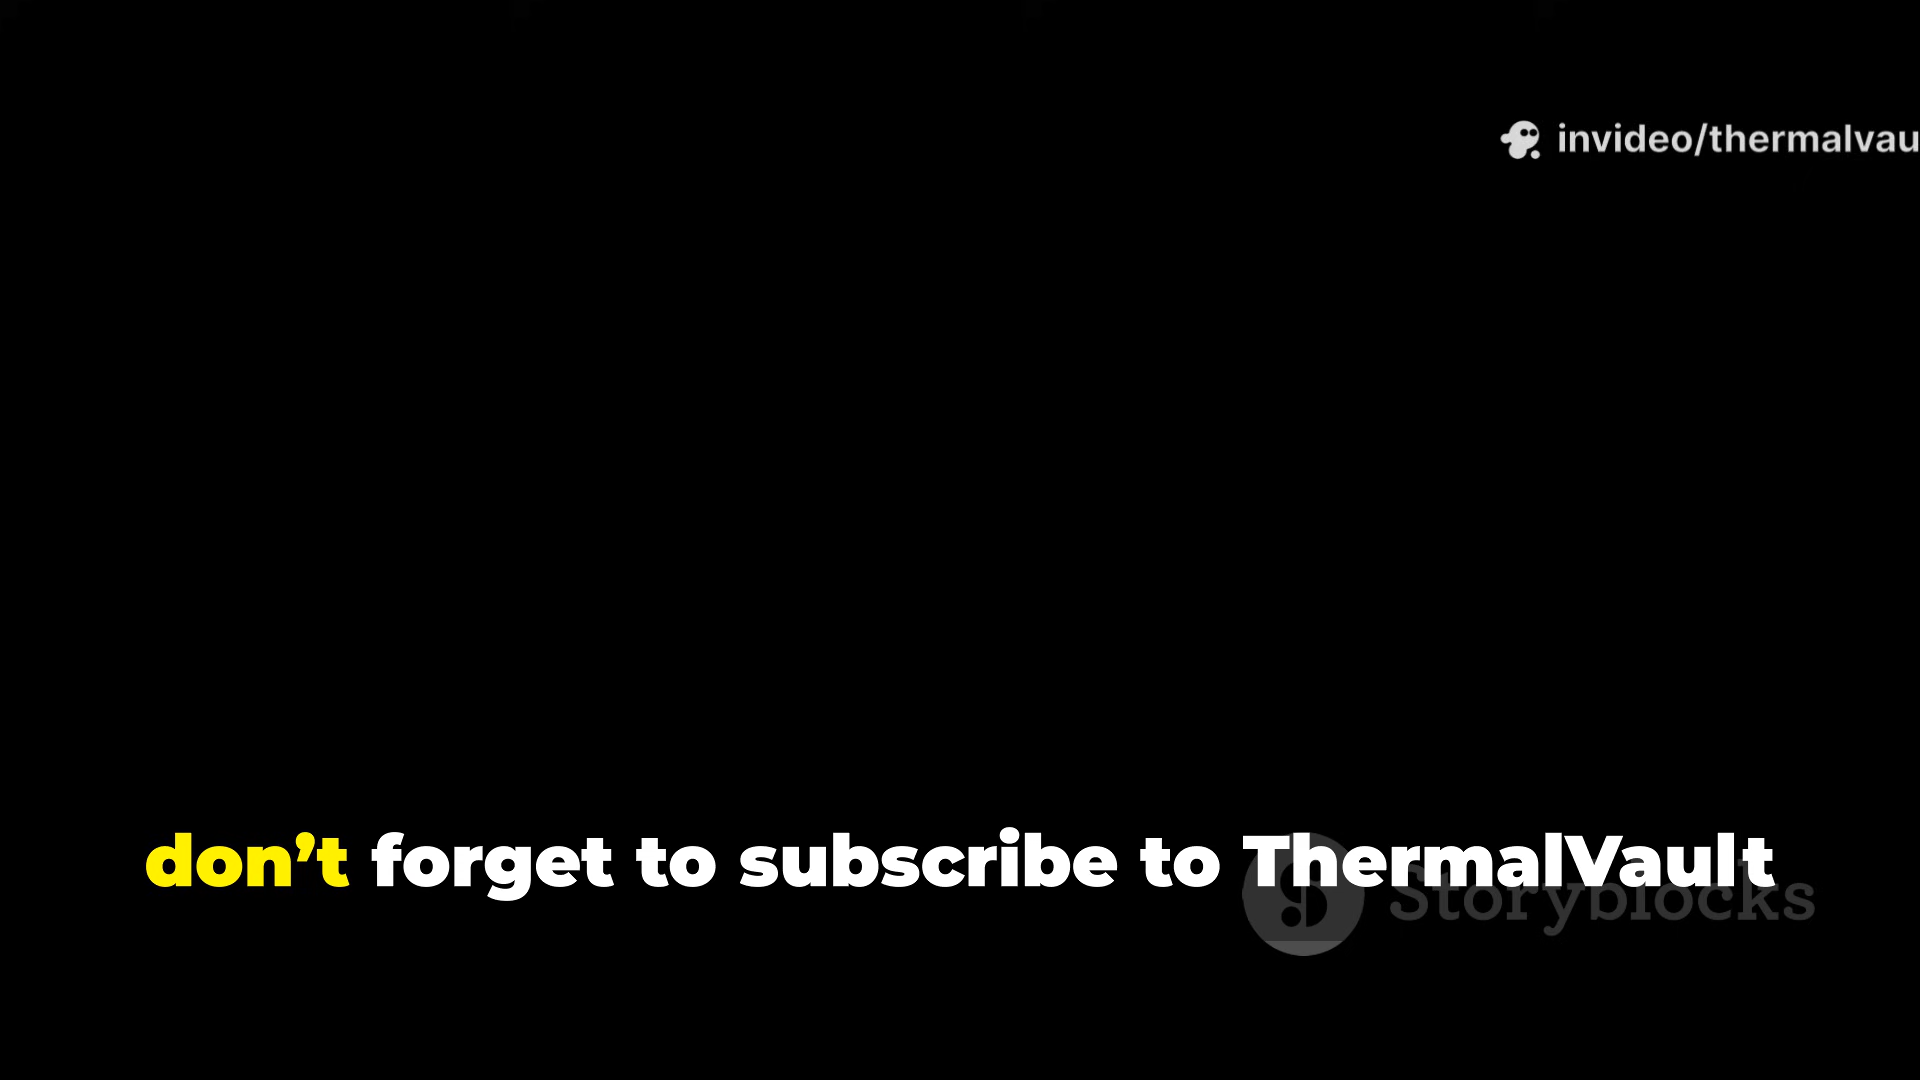 invideo/thermalvau
don’t forget to subscribe to ThermalVault
Storyblocks